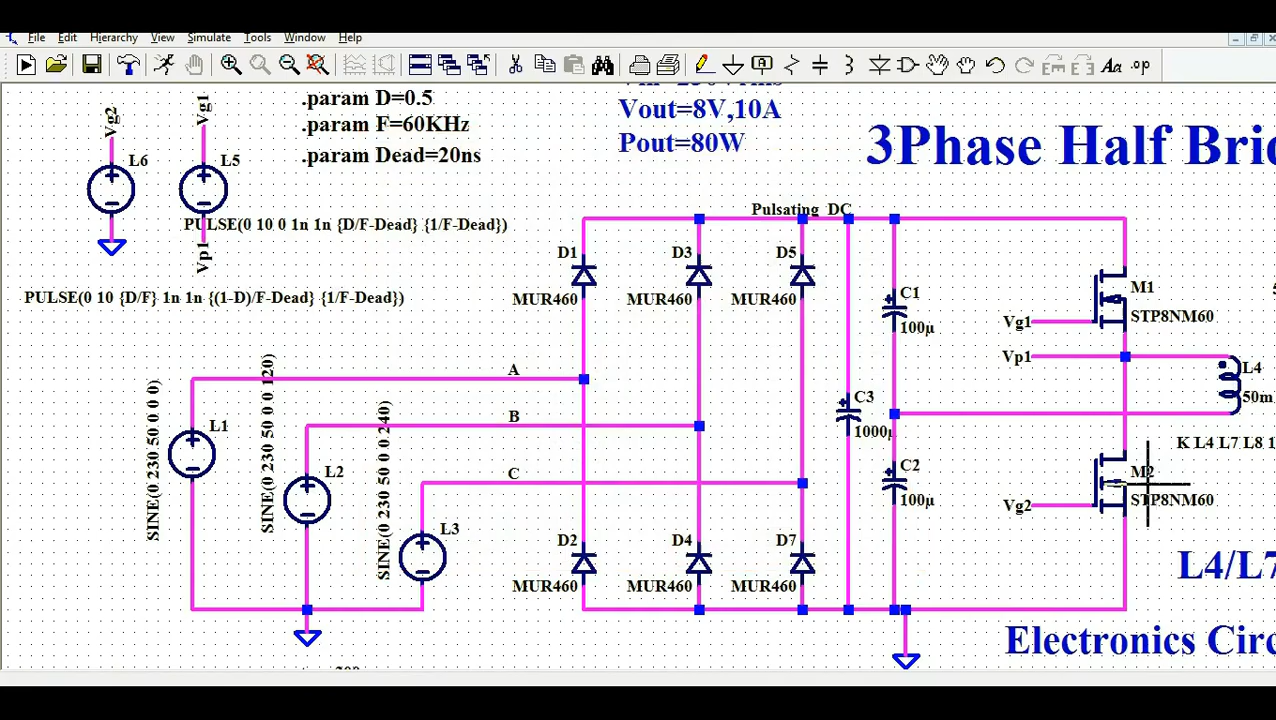 File Edit Hierarchy View Simulate Tools Window Help
.op
.param D=0.5
.param F=60KHz
.param Dead=20ns
Vout=8V,10A
Pout=80W
3Phase Half
Vg2
Vg1
L6
L5
PULSE(0 10 0 1n 1n {D/F-Dead} {1/F-Dead})
Vp1
PULSE(0 10 {D/F} 1n 1n {(1-D)/F-Dead} {1/F-Dead})
Pulsating DC
D1
D3
D5
MUR460
MUR460
MUR460
C1
100µ
M1
STP8NM60
Vg1
Vp1
L4
50m
A
B
C
C3
1000µ
SINE(0 230 50 0 0 0)
SINE(0 230 50 0 0 120)
SINE(0 230 50 0 0 240)
L1
L2
L3
C2
100µ
K L4 L7 L8 1
M2
STP8NM60
Vg2
D2
D4
D7
MUR460
MUR460
MUR460
L4/L7
Electronics